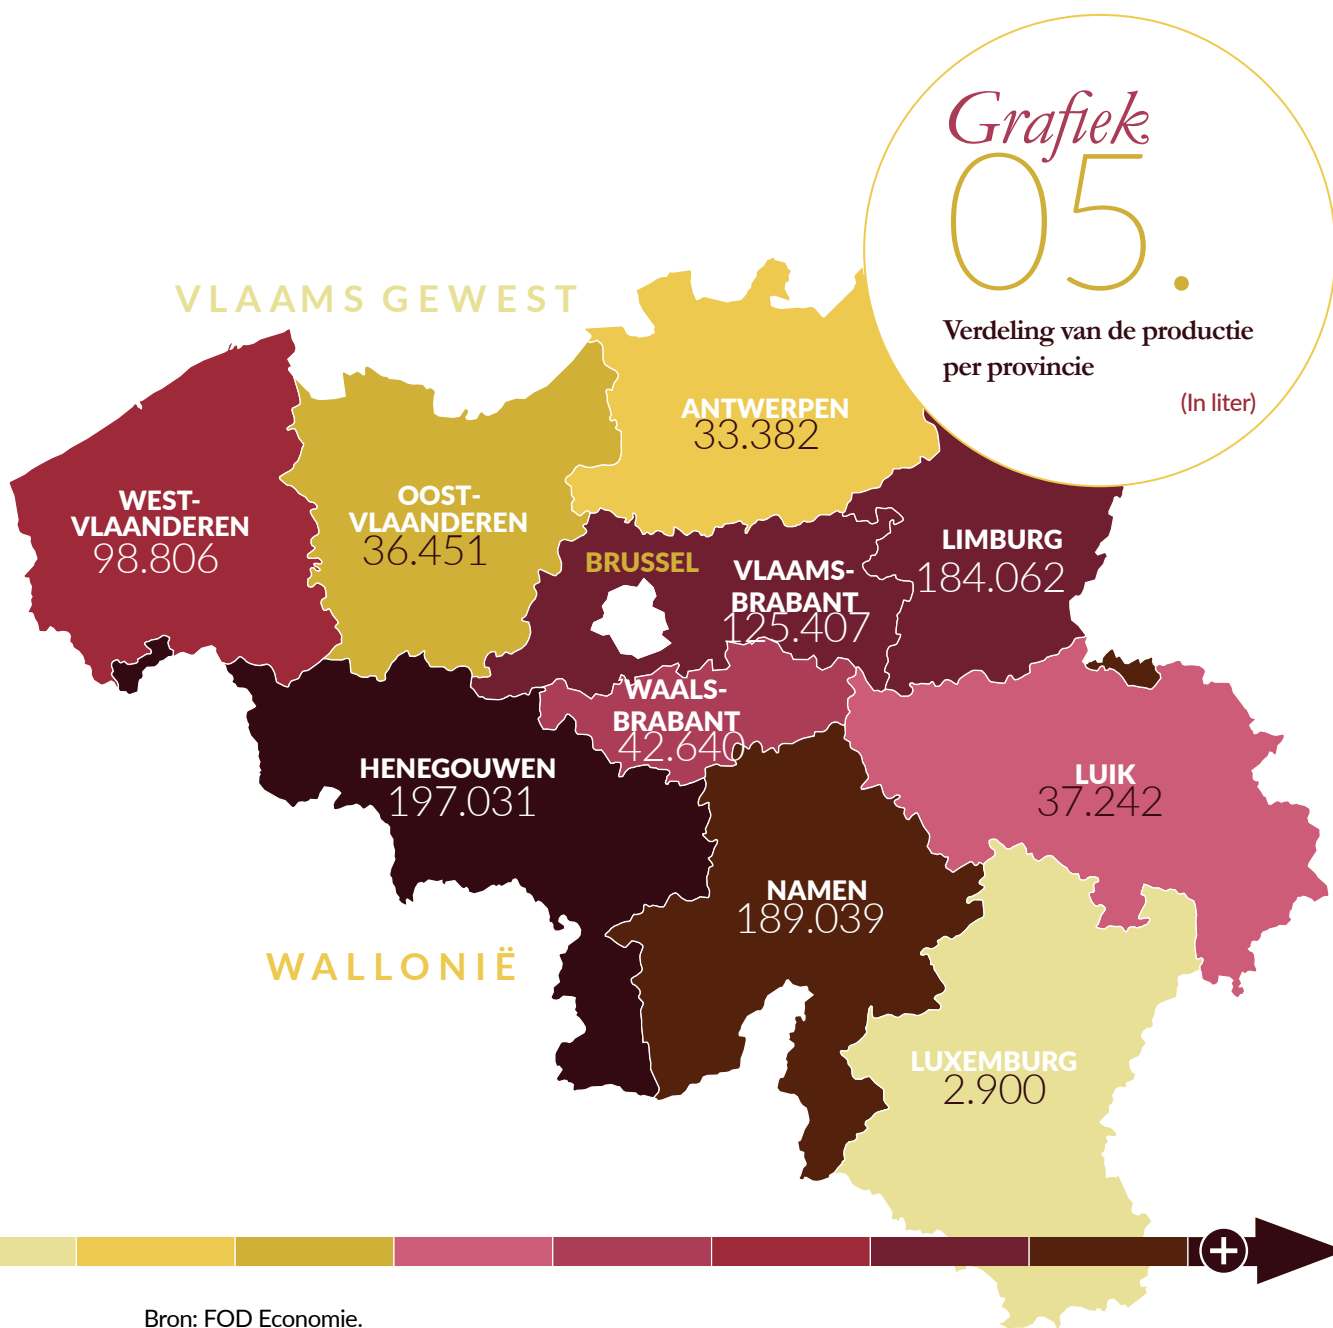 Grafiek
05.
Verdeling van de productie
per provincie
(In liter)
VLAAMS GEWEST
ANTWERPEN
33.382
WEST-
VLAANDEREN
98.806
OOST-
VLAANDEREN
36.451
BRUSSEL
VLAAMS-
BRABANT
125.407
LIMBURG
184.062
WAALS-
BRABANT
42.640
HENEGOUWEN
197.031
LUIK
37.242
NAMEN
189.039
WALLONIË
LUXEMBURG
2.900
+
Bron: FOD Economie.